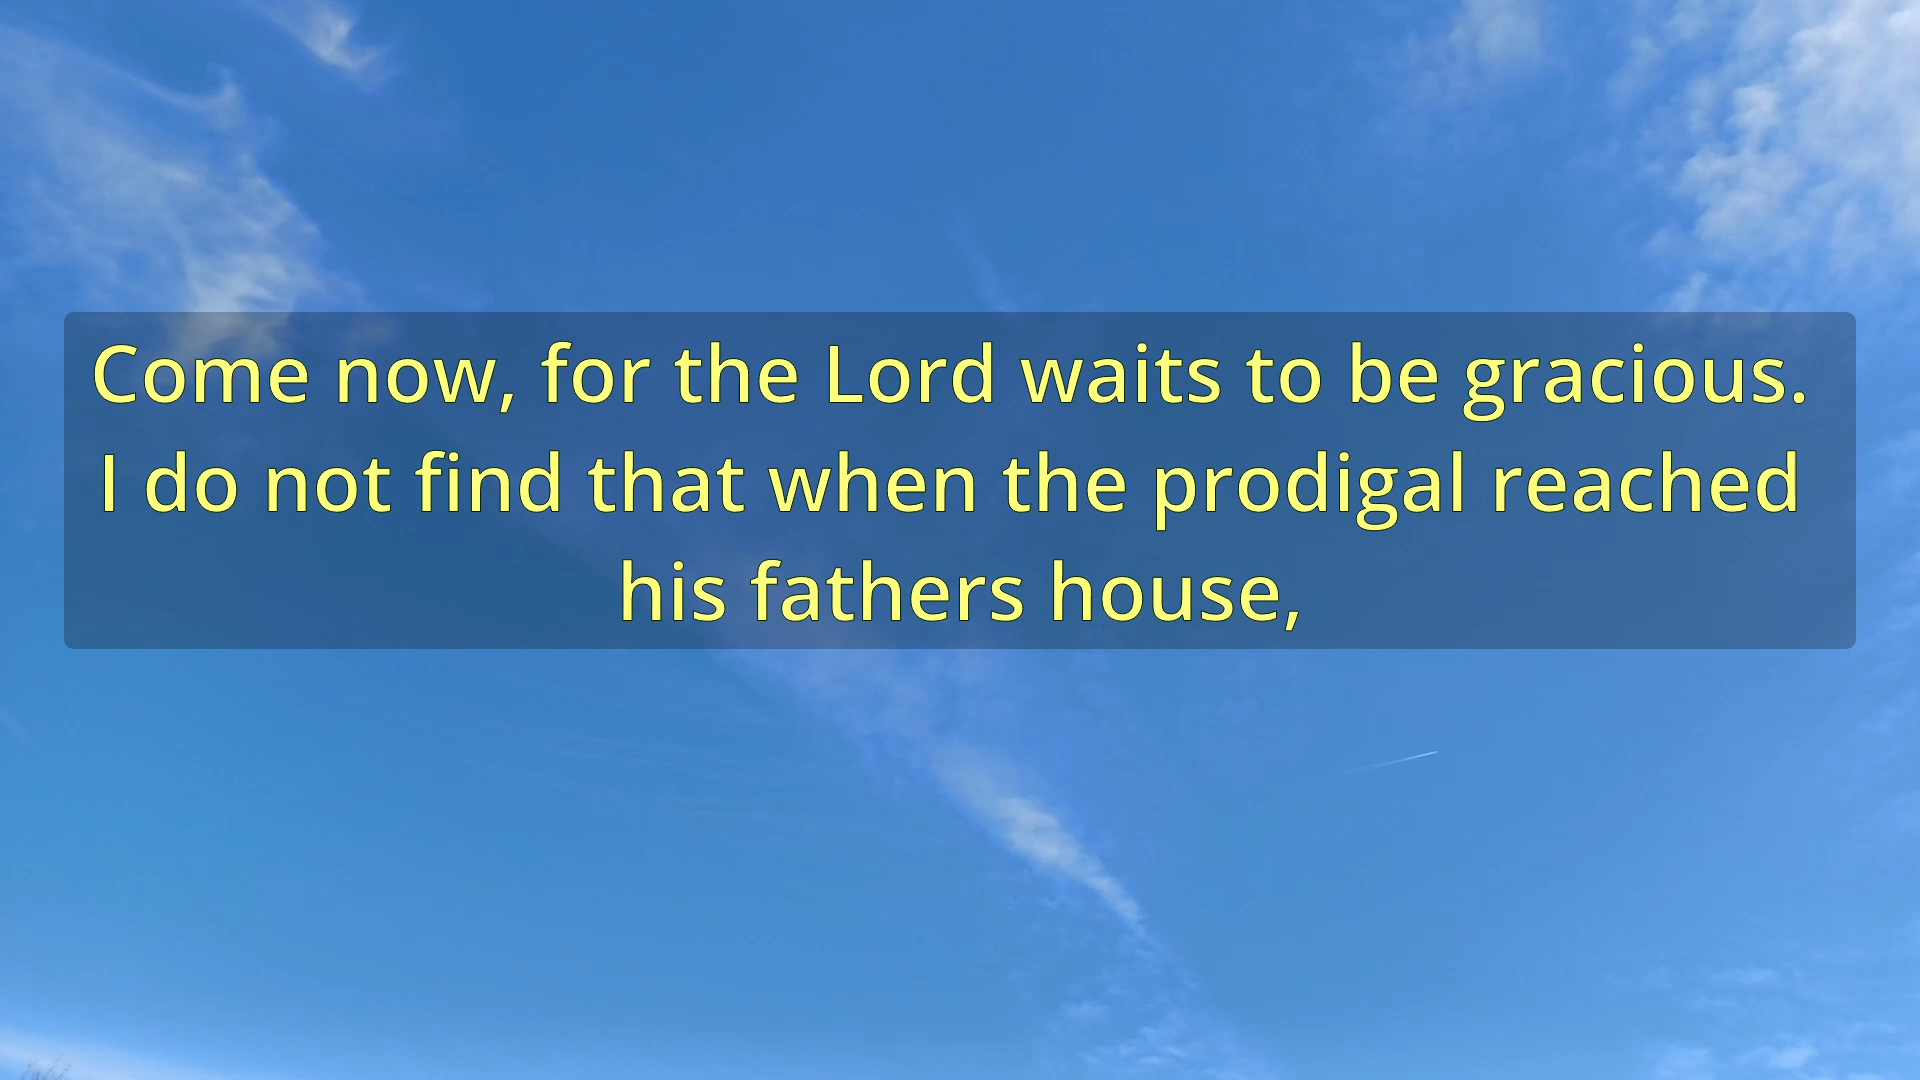 Come now, for the Lord waits to be gracious.
I do not find that when the prodigal reached
his fathers house,